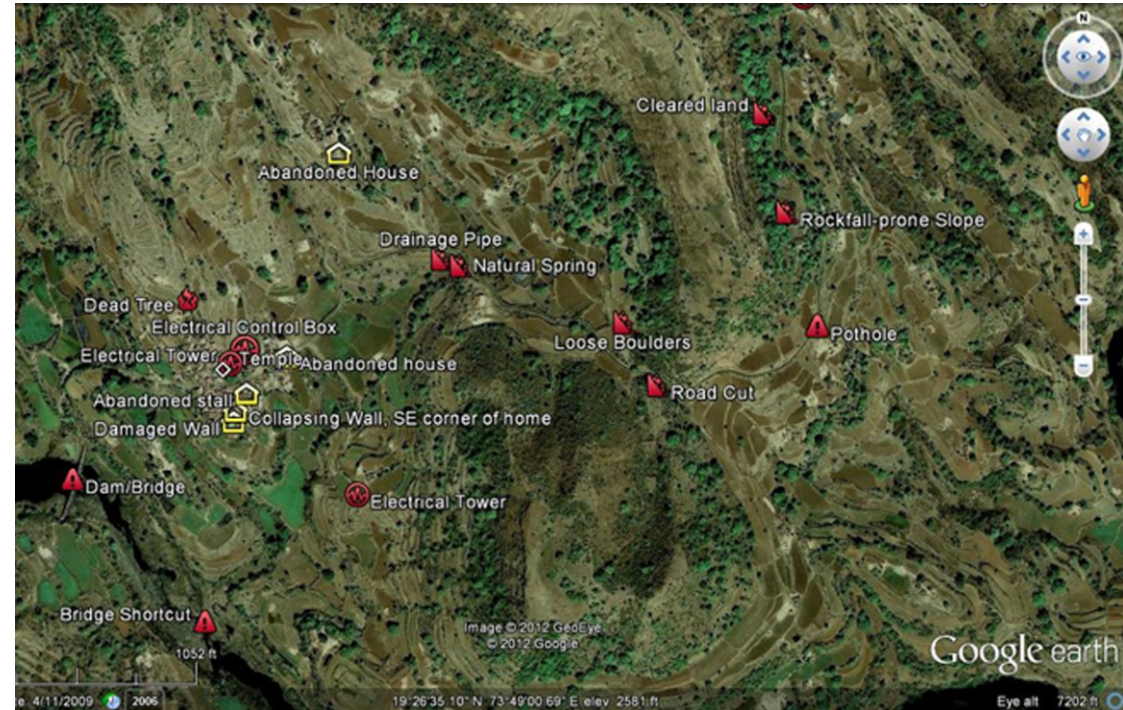 N
Cleared land
Abandoned House
Rockfall-prone Slope
Drainage Pipe
Natural Spring
Dead Tree
Electrical Control Box
Loose Boulders
Pothole
Electrical Tower
Temple
Abandoned house
Road Cut
Abandoned stall
Collapsing Wall, SE corner of home
Damaged Wall
Dam/Bridge
Electrical Tower
Bridge Shortcut
Image © 2012 GeoEye
© 2012 Google
Google earth
1052 ft
4/11/2009 2006 19°26'35.10" N 73°49'00.69" E elev 2581 ft Eye alt 7202 ft